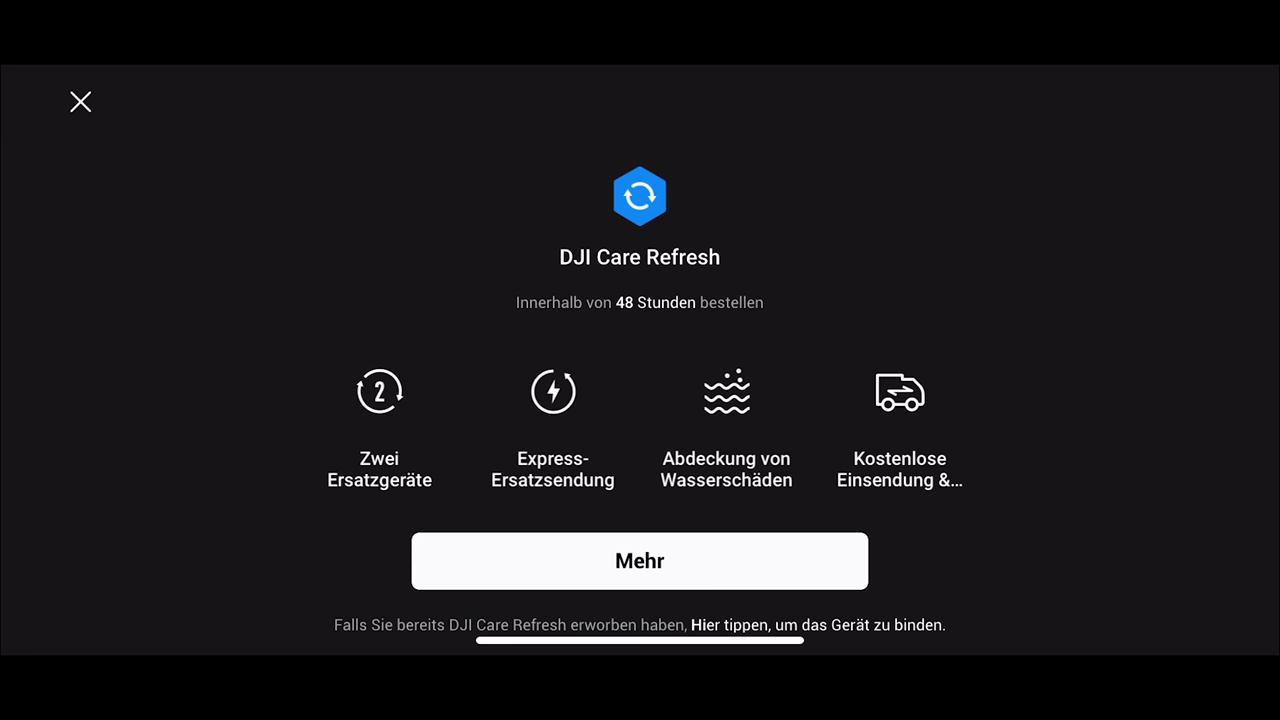 DJI Care Refresh
Innerhalb von 48 Stunden bestellen
2
Zwei
Ersatzgeräte
Express-
Ersatzsendung
Abdeckung von
Wasserschäden
Kostenlose
Einsendung &...
Mehr
Falls Sie bereits DJI Care Refresh erworben haben, Hier tippen, um das Gerät zu binden.